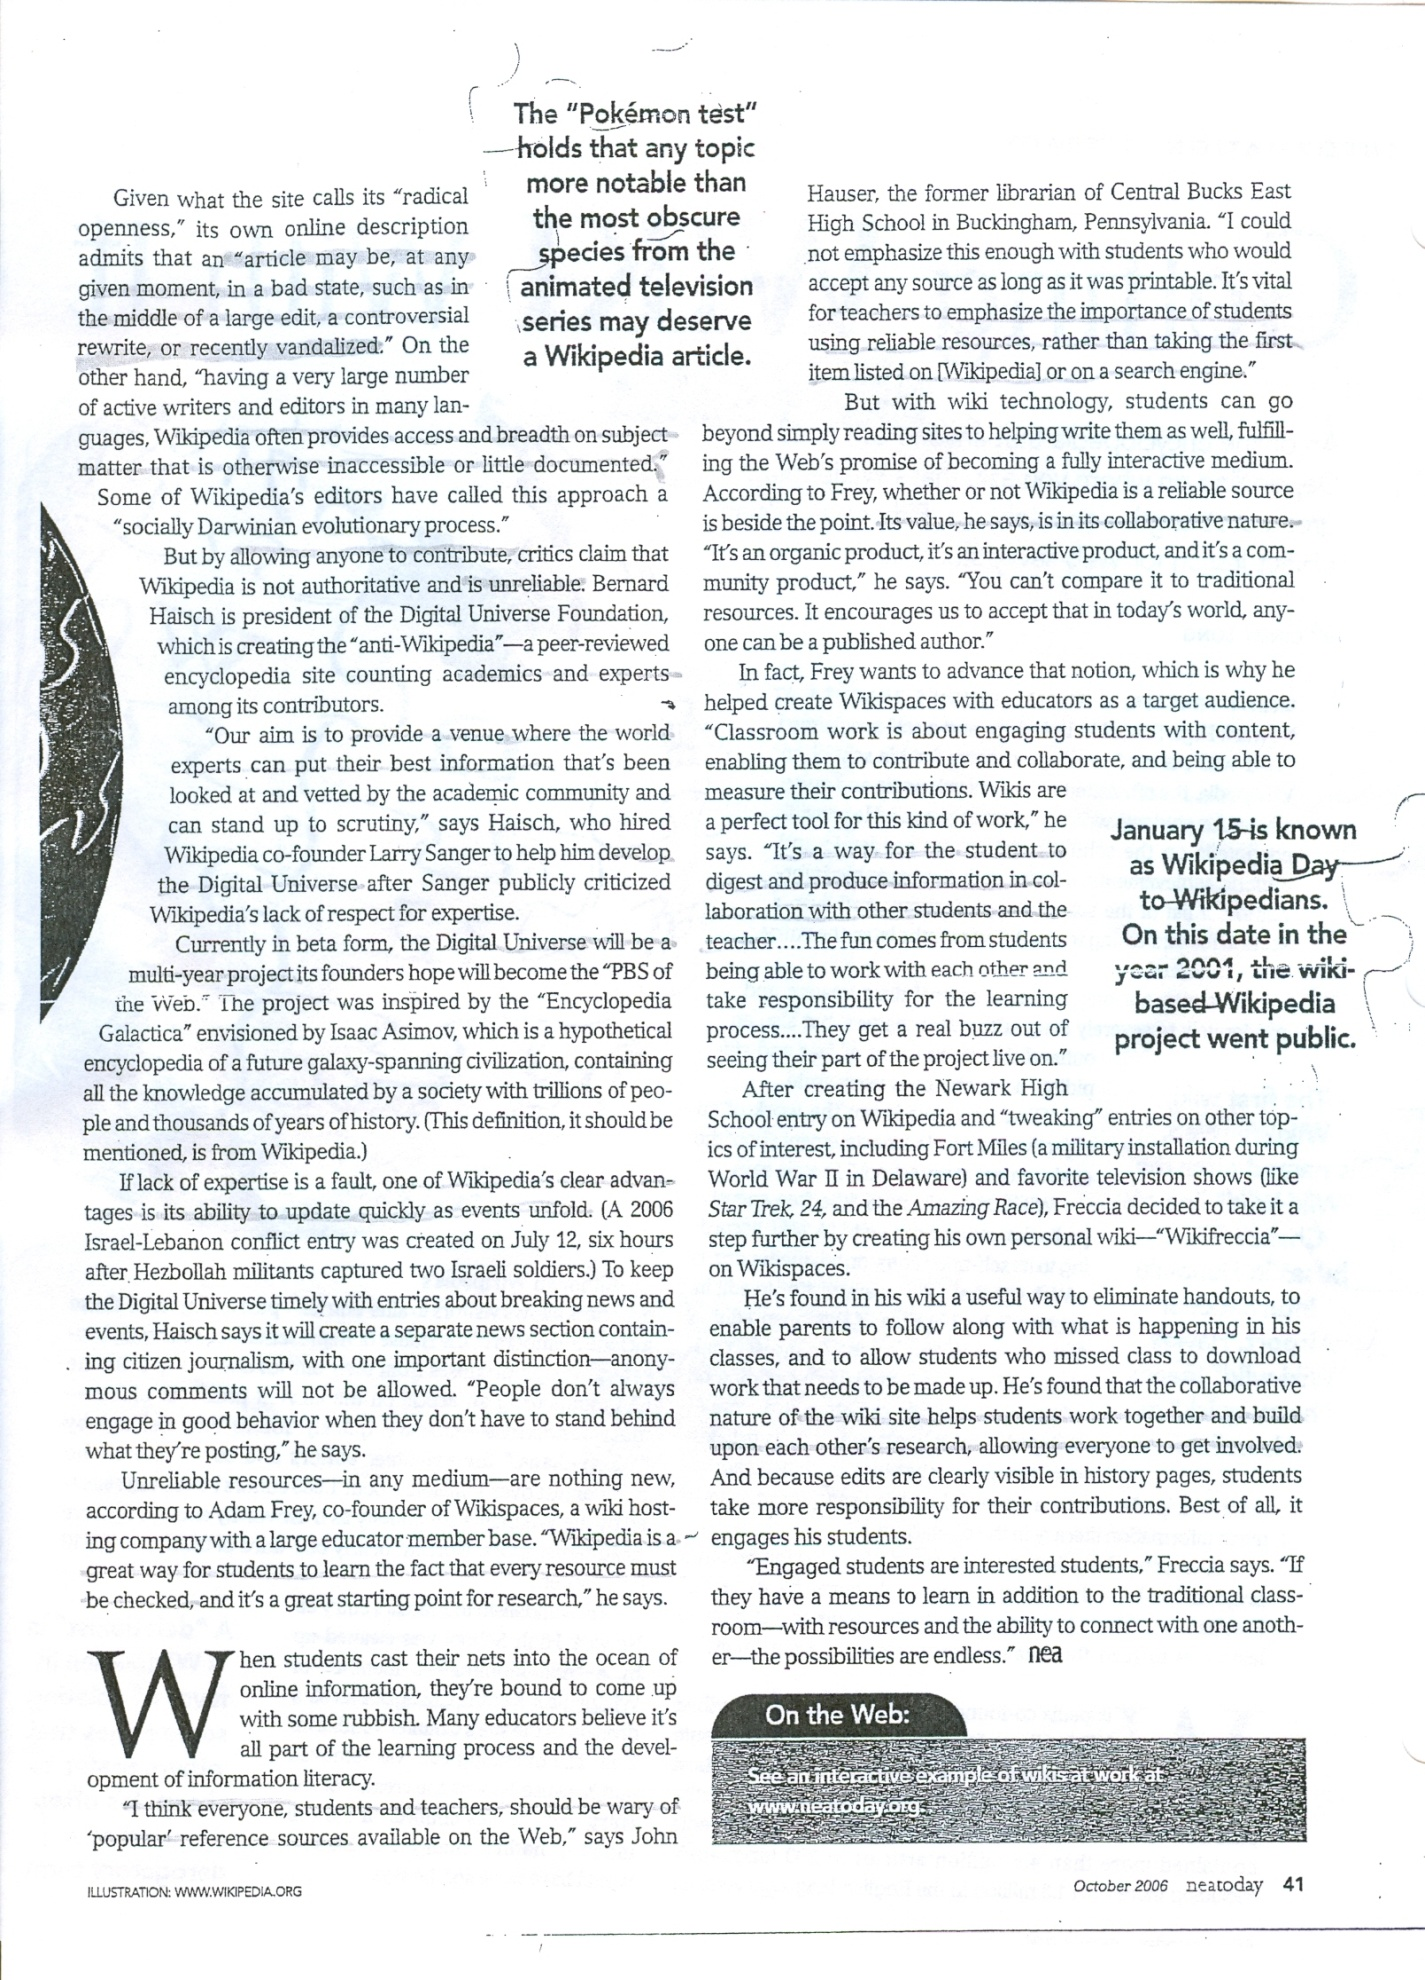 The "Pokémon test"
holds that any topic
more notable than
the most obscure
species from the
animated television
series may deserve
a Wikipedia article.
Given what the site calls its "radical
openness," its own online description
admits that an "article may be, at any
given moment, in a bad state, such as in
the middle of a large edit, a controversial
rewrite, or recently vandalized." On the
other hand, "having a very large number
of active writers and editors in many lan-
guages, Wikipedia often provides access and breadth on subject
matter that is otherwise inaccessible or little documented."
Some of Wikipedia's editors have called this approach a
"socially Darwinian evolutionary process."
But by allowing anyone to contribute, critics claim that
Wikipedia is not authoritative and is unreliable. Bernard
Haisch is president of the Digital Universe Foundation,
which is creating the "anti-Wikipedia"—a peer-reviewed
encyclopedia site counting academics and experts
among its contributors.
"Our aim is to provide a venue where the world
experts can put their best information that's been
looked at and vetted by the academic community and
can stand up to scrutiny," says Haisch, who hired
Wikipedia co-founder Larry Sanger to help him develop
the Digital Universe after Sanger publicly criticized
Wikipedia's lack of respect for expertise.
Currently in beta form, the Digital Universe will be a
multi-year project its founders hope will become the "PBS of
the Web." The project was inspired by the "Encyclopedia
Galactica" envisioned by Isaac Asimov, which is a hypothetical
encyclopedia of a future galaxy-spanning civilization, containing
all the knowledge accumulated by a society with trillions of peo-
ple and thousands of years of history. (This definition, it should be
mentioned, is from Wikipedia.)
If lack of expertise is a fault, one of Wikipedia's clear advan-
tages is its ability to update quickly as events unfold. (A 2006
Israel-Lebanon conflict entry was created on July 12, six hours
after Hezbollah militants captured two Israeli soldiers.) To keep
the Digital Universe timely with entries about breaking news and
events, Haisch says it will create a separate news section contain-
ing citizen journalism, with one important distinction—anony-
mous comments will not be allowed. "People don't always
engage in good behavior when they don't have to stand behind
what they're posting," he says.
Unreliable resources—in any medium—are nothing new,
according to Adam Frey, co-founder of Wikispaces, a wiki host-
ing company with a large educator member base. "Wikipedia is a
great way for students to learn the fact that every resource must
be checked, and it's a great starting point for research," he says.
When students cast their nets into the ocean of
online information, they're bound to come up
with some rubbish. Many educators believe it's
all part of the learning process and the devel-
opment of information literacy.
"I think everyone, students and teachers, should be wary of
'popular' reference sources available on the Web," says John
Hauser, the former librarian of Central Bucks East
High School in Buckingham, Pennsylvania. "I could
not emphasize this enough with students who would
accept any source as long as it was printable. It's vital
for teachers to emphasize the importance of students
using reliable resources, rather than taking the first
item listed on [Wikipedia] or on a search engine."
But with wiki technology, students can go
beyond simply reading sites to helping write them as well, fulfill-
ing the Web's promise of becoming a fully interactive medium.
According to Frey, whether or not Wikipedia is a reliable source
is beside the point. Its value, he says, is in its collaborative nature.
"It's an organic product, it's an interactive product, and it's a com-
munity product," he says. "You can't compare it to traditional
resources. It encourages us to accept that in today's world, any-
one can be a published author."
In fact, Frey wants to advance that notion, which is why he
helped create Wikispaces with educators as a target audience.
"Classroom work is about engaging students with content,
enabling them to contribute and collaborate, and being able to
measure their contributions. Wikis are
a perfect tool for this kind of work," he
says. "It's a way for the student to
digest and produce information in col-
laboration with other students and the
teacher....The fun comes from students
being able to work with each other and
take responsibility for the learning
process....They get a real buzz out of
seeing their part of the project live on."
January 15 is known
as Wikipedia Day
to Wikipedians.
On this date in the
year 2001, the wiki-
based Wikipedia
project went public.
After creating the Newark High
School entry on Wikipedia and "tweaking" entries on other top-
ics of interest, including Fort Miles (a military installation during
World War II in Delaware) and favorite television shows (like
Star Trek, 24, and the Amazing Race), Freccia decided to take it a
step further by creating his own personal wiki—"Wikifreccia"—
on Wikispaces.
He's found in his wiki a useful way to eliminate handouts, to
enable parents to follow along with what is happening in his
classes, and to allow students who missed class to download
work that needs to be made up. He's found that the collaborative
nature of the wiki site helps students work together and build
upon each other's research, allowing everyone to get involved.
And because edits are clearly visible in history pages, students
take more responsibility for their contributions. Best of all, it
engages his students.
"Engaged students are interested students," Freccia says. "If
they have a means to learn in addition to the traditional class-
room—with resources and the ability to connect with one anoth-
er—the possibilities are endless." nea
On the Web:
See an interactive example of wikis at work at
www.neatoday.org.
ILLUSTRATION: WWW.WIKIPEDIA.ORG
October 2006 neatoday 41